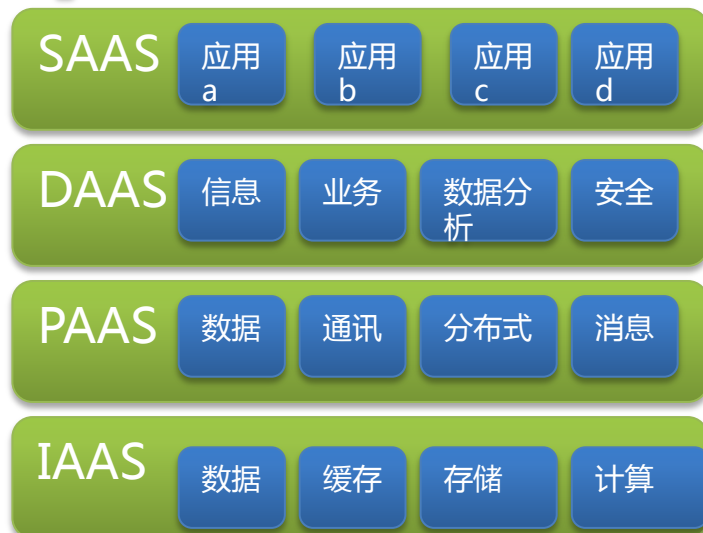 SAAS
应用
a
应用
b
应用
c
应用
d
DAAS
信息
业务
数据分
析
安全
PAAS
数据
通讯
分布式
消息
IAAS
数据
缓存
存储
计算